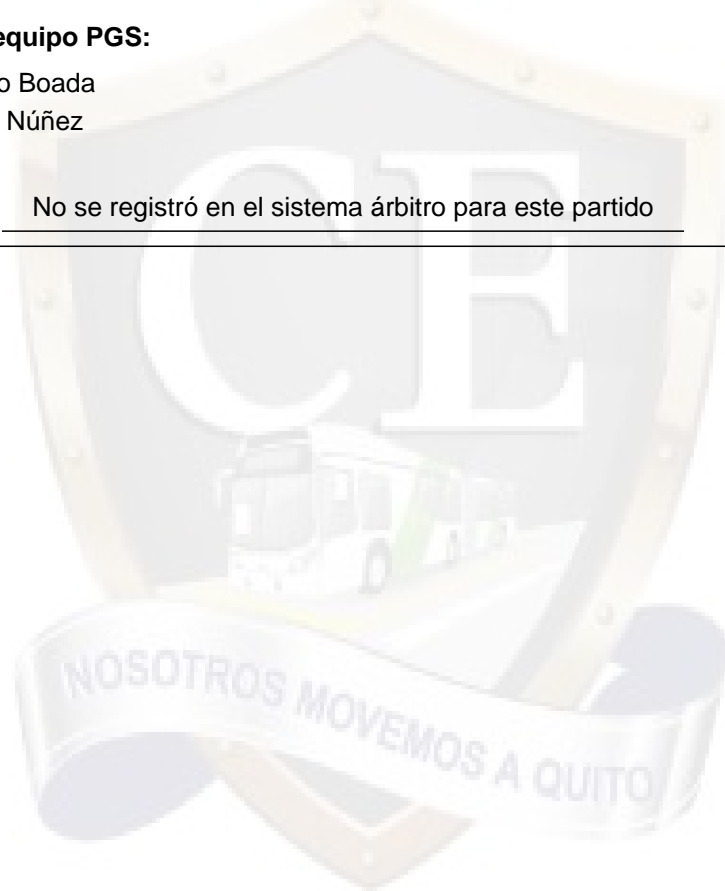 equipo PGS:
o Boada
Núñez
No se registró en el sistema árbitro para este partido
CE
NOSOTROS MOVEMOS A QUITO